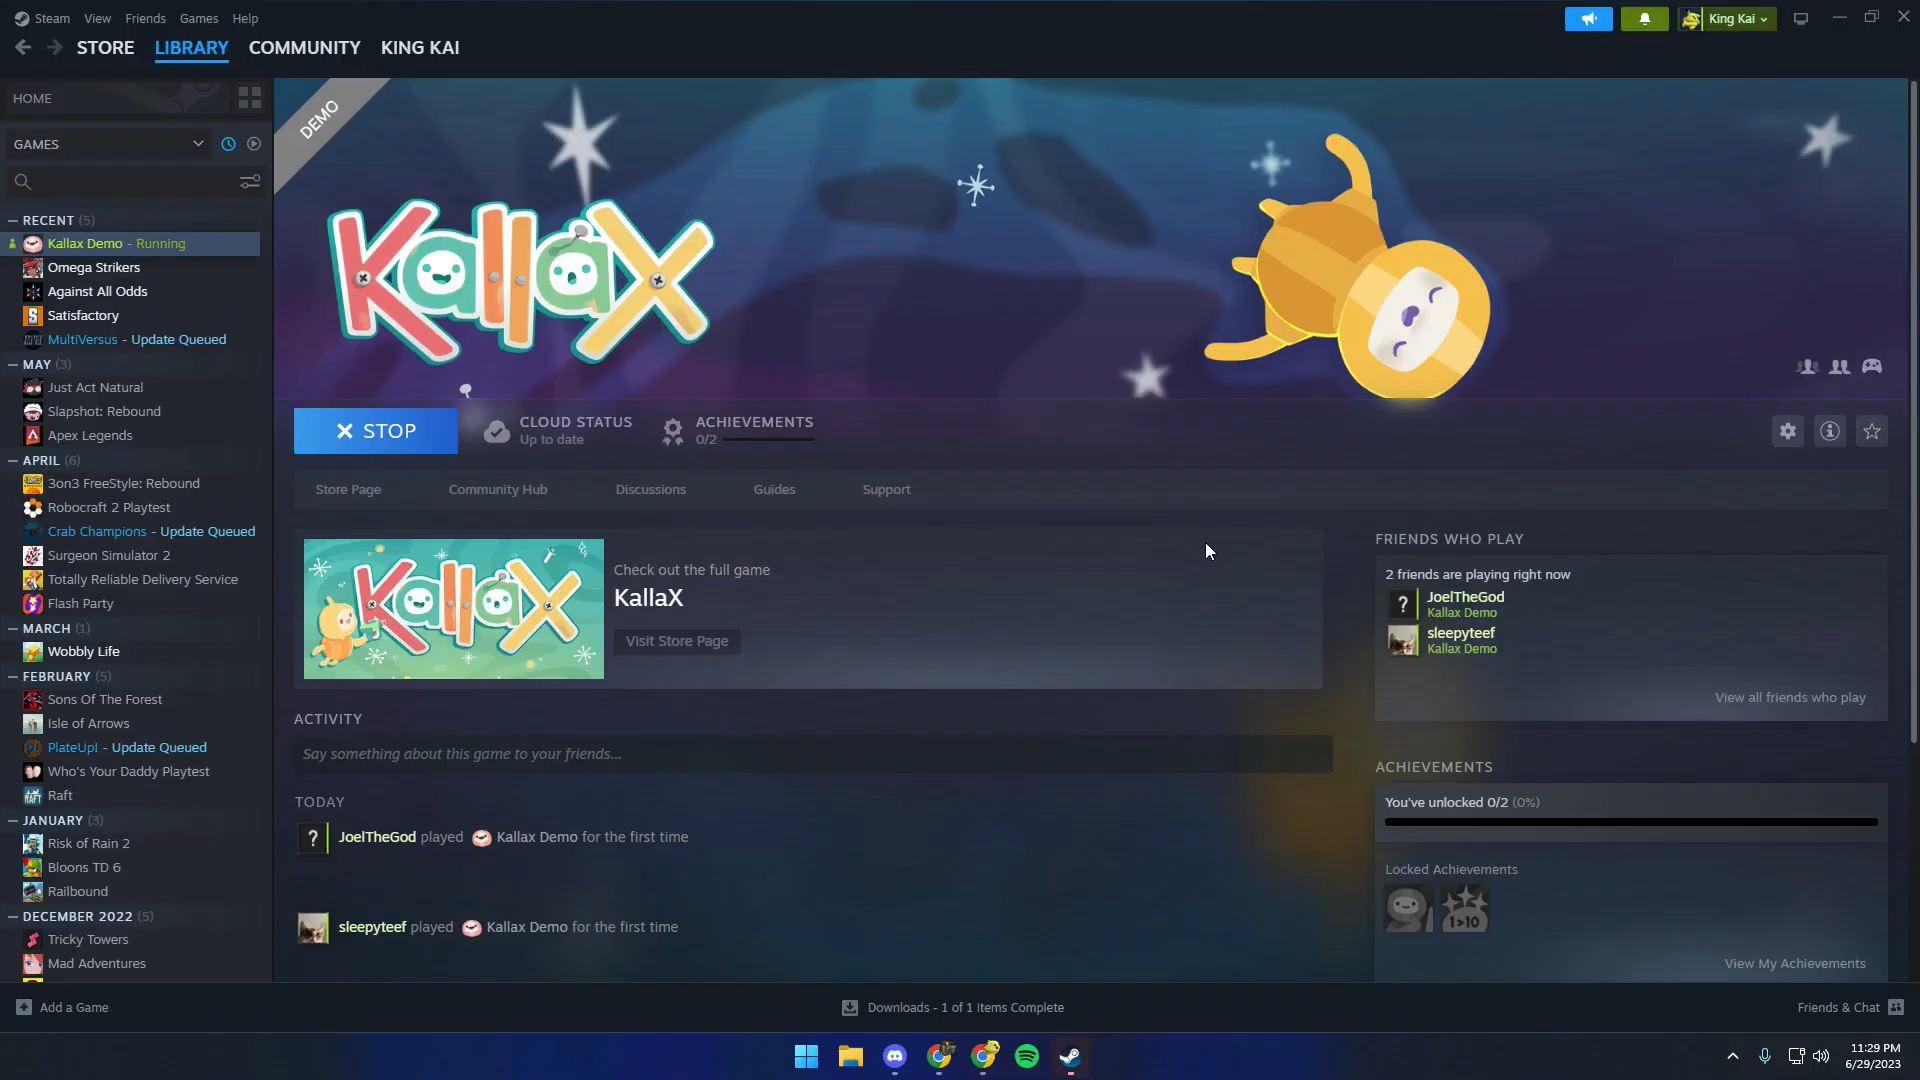 Steam View Friends Games Help
King Kai
STORE LIBRARY COMMUNITY KING KAI
HOME
GAMES
RECENT (5)
Kallax Demo - Running
Omega Strikers
Against All Odds
Satisfactory
MultiVersus - Update Queued
MAY (3)
Just Act Natural
Slapshot: Rebound
Apex Legends
APRIL (6)
3on3 FreeStyle: Rebound
Robocraft 2 Playtest
Crab Champions - Update Queued
Surgeon Simulator 2
Totally Reliable Delivery Service
Flash Party
MARCH (1)
Wobbly Life
FEBRUARY (5)
Sons Of The Forest
Isle of Arrows
PlateUp! - Update Queued
Who's Your Daddy Playtest
Raft
JANUARY (3)
Risk of Rain 2
Bloons TD 6
Railbound
DECEMBER 2022 (5)
Tricky Towers
Mad Adventures
DEMO
KallaX
STOP
CLOUD STATUS
Up to date
ACHIEVEMENTS
0/2
Store Page Community Hub Discussions Guides Support
KallaX
Check out the full game
KallaX
Visit Store Page
ACTIVITY
Say something about this game to your friends...
TODAY
JoelTheGod played Kallax Demo for the first time
sleepyteef played Kallax Demo for the first time
FRIENDS WHO PLAY
2 friends are playing right now
JoelTheGod
Kallax Demo
sleepyteef
Kallax Demo
View all friends who play
ACHIEVEMENTS
You've unlocked 0/2 (0%)
Locked Achievements
1>10
View My Achievements
Add a Game
Downloads - 1 of 1 Items Complete
Friends & Chat
11:29 PM
6/29/2023